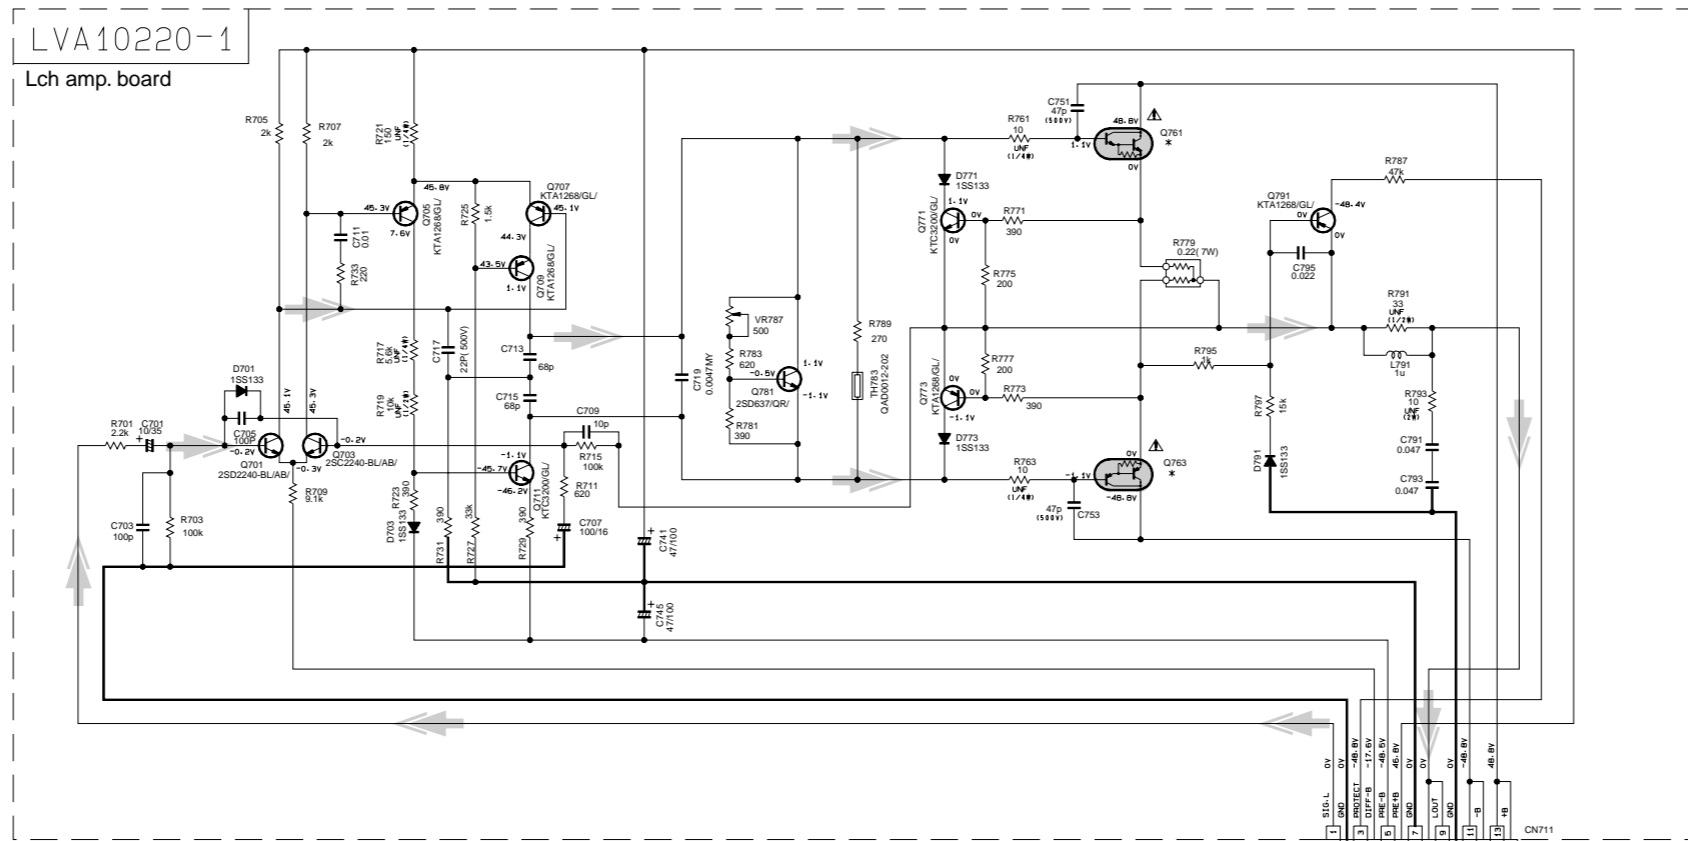 LVA10220-1
Lch amp. board
R705
2k
R707
2k
R721
150
UNF
(1/4W)
45.8V
R725
1.5k
Q707
KTA1268/GL/
45.1V
45.3V
Q705
KTA1268/GL/
7.6V
44.3V
C711
0.01
R733
220
43.5V
Q709
KTA1268/GL/
1.1V
C717
22P(500V)
R717
5.6k
UNF
(1/4W)
C713
68p
C715
68p
R719
10k
UNF
(1/2W)
D701
1SS133
45.1V
45.3V
R701
2.2k
C701
10/35
+
C705
100P
-0.2V
Q701
2SD2240-BL/AB/
-0.2V
Q703
2SC2240-BL/AB/
-0.3V
R709
9.1k
C703
100p
R703
100k
C709
10p
R715
100k
R711
620
C707
100/16
+
-1.1V
-45.7V
-46.2V
Q711
KTC3200/GL/
R723
390
D703
1SS133
R731
390
R727
33k
R729
390
C741
47/100
+
C745
47/100
+
C719
0.0047MY
VR787
500
R783
620
-0.5V
Q781
2SD637/QR/
R781
390
1.1V
-1.1V
R789
270
TH783
QAD0012-202
D771
1SS133
1.1V
Q771
KTC3200/GL/
0V
0V
R771
390
R775
200
R777
200
Q773
KTA1268/GL/
0V
R773
390
-1.1V
D773
1SS133
R761
10
UNF
(1/4W)
C751
47p
(500V)
48.8V
1.1V
Q761
*
0V
R763
10
UNF
(1/4W)
-1.1V
0V
Q763
*
-48.8V
47p
(500V)
C753
R779
0.22(7W)
R787
47k
Q791
KTA1268/GL/
0V
-48.4V
0V
C795
0.022
R795
1k
R797
15k
D791
1SS133
R791
33
UNF
(1/2W)
L791
1u
R793
10
UNF
(2W)
C791
0.047
C793
0.047
SIG.L 0V
GND 0V
PROTECT -48.8V
DIFF-B -17.6V
PRE-B -48.5V
PRE+B 46.8V
GND 0V
LOUT 0V
GND 0V
-B -48.8V
+B 48.8V
1
3
5
7
9
11
13
CN711